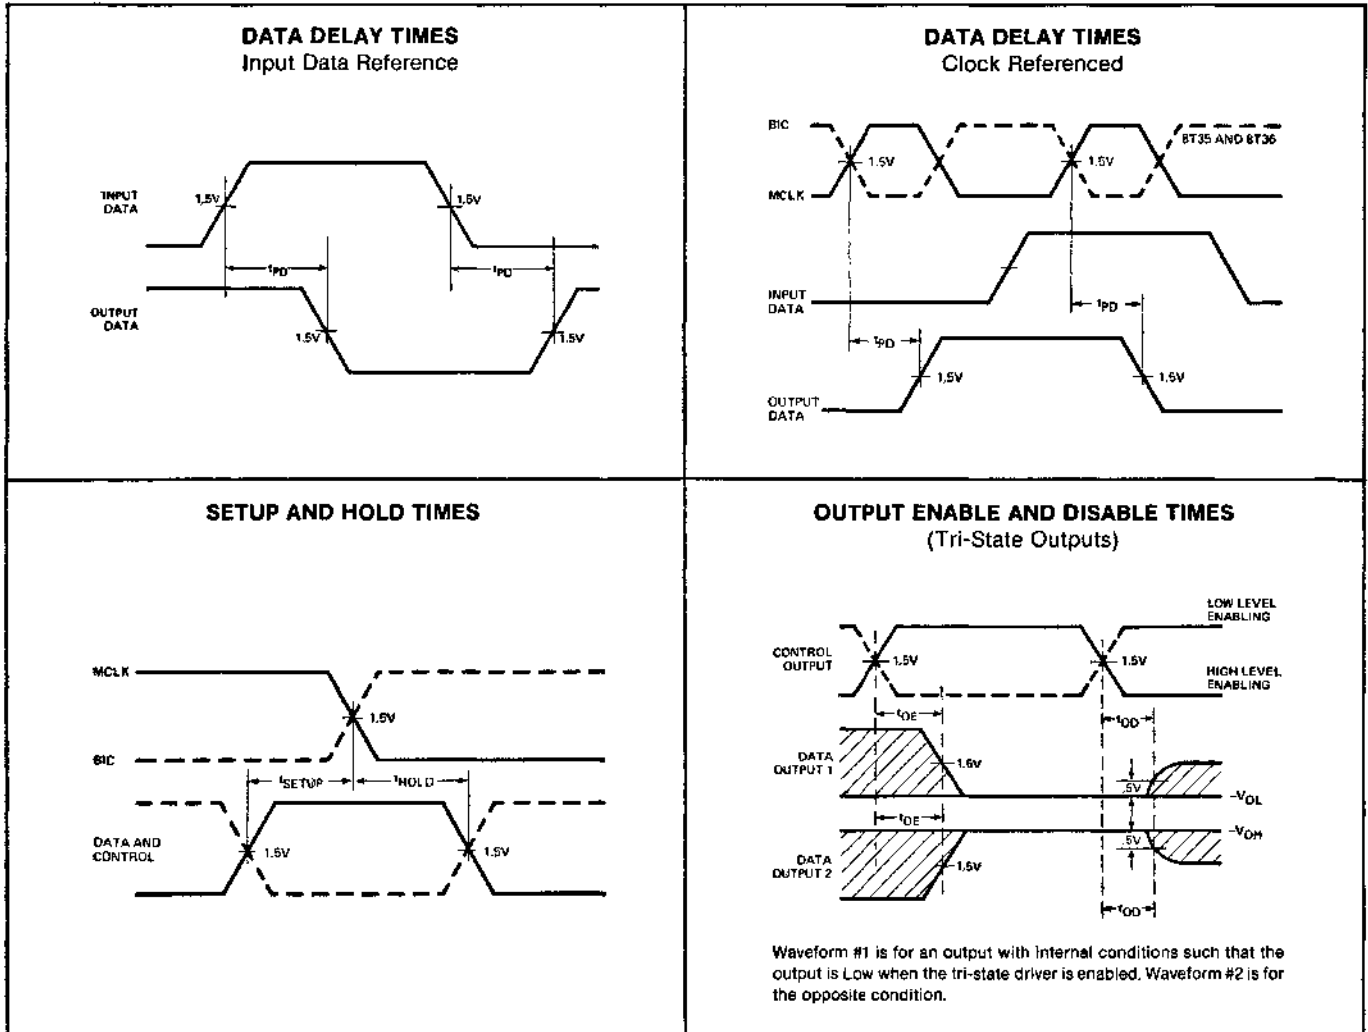 DATA DELAY TIMES
Input Data Reference
INPUT
DATA
1.5V
1.5V
tPD
tPD
OUTPUT
DATA
1.5V
1.5V
DATA DELAY TIMES
Clock Referenced
BIC
8T35 AND 8T36
1.5V
1.5V
MCLK
INPUT
DATA
tPD
tPD
1.5V
1.5V
OUTPUT
DATA
SETUP AND HOLD TIMES
MCLK
1.5V
BIC
tSETUP
tHOLD
DATA AND
CONTROL
1.5V
1.5V
OUTPUT ENABLE AND DISABLE TIMES
(Tri-State Outputs)
LOW LEVEL
ENABLING
CONTROL
OUTPUT
1.5V
1.5V
HIGH LEVEL
ENABLING
tOE
tOD
DATA
OUTPUT 1
1.5V
.5V
VOL
tOE
VOH
DATA
OUTPUT 2
1.5V
.5V
tOD
Waveform #1 is for an output with internal conditions such that the
output is Low when the tri-state driver is enabled. Waveform #2 is for
the opposite condition.